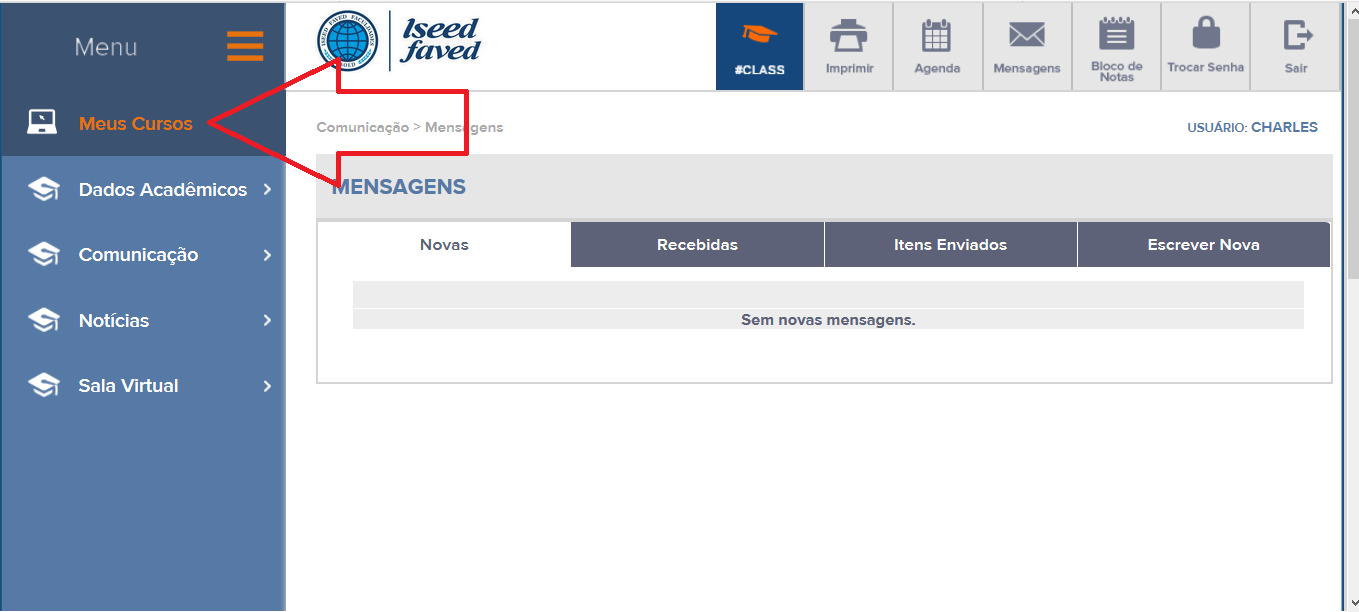 Menu
Iseed
faved
#CLASS
Imprimir
Agenda
Mensagens
Bloco de
Notas
Trocar Senha
Sair
Meus Cursos
Comunicação > Mensagens
USUÁRIO: CHARLES
Dados Acadêmicos
MENSAGENS
Comunicação
Novas
Recebidas
Itens Enviados
Escrever Nova
Notícias
Sem novas mensagens.
Sala Virtual